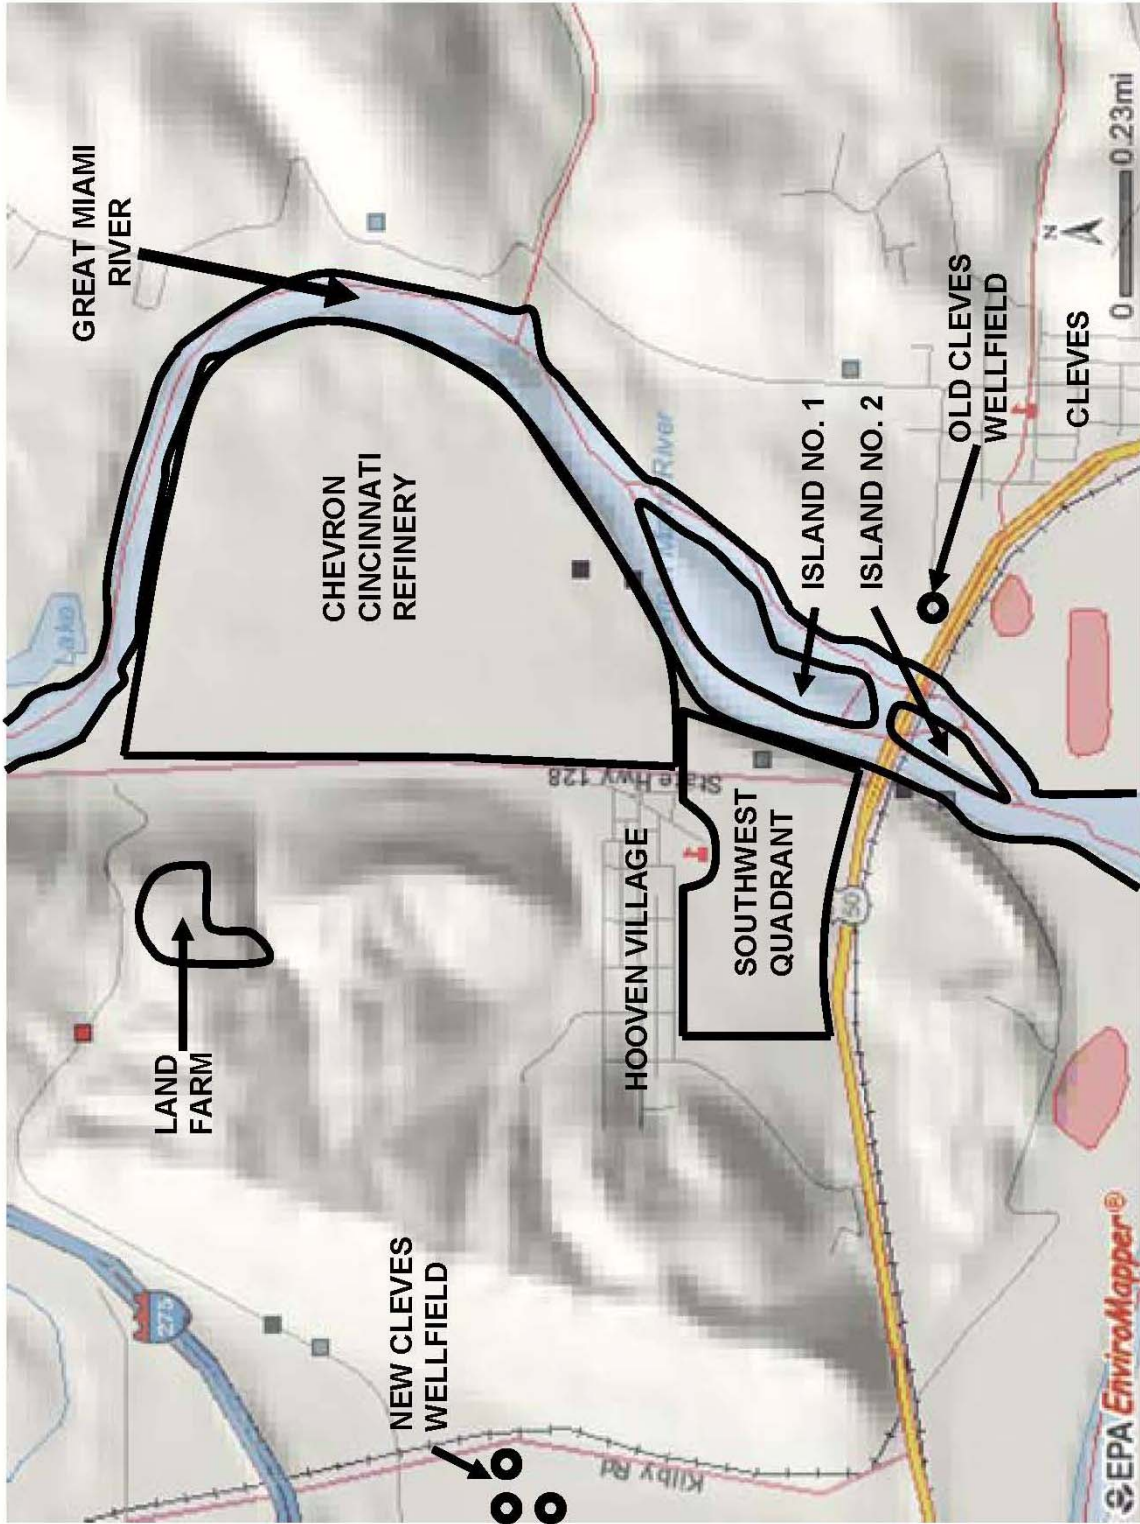 GREAT MIAMI
RIVER
Lake
CHEVRON
CINCINNATI
REFINERY
River
LAND
FARM
State Hwy 128
HOOVEN VILLAGE
SOUTHWEST
QUADRANT
50
ISLAND NO. 1
ISLAND NO. 2
OLD CLEVES
WELLFIELD
CLEVES
N
0 0.23mi
275
NEW CLEVES
WELLFIELD
Kilby Rd
EPA EnviroMapper®